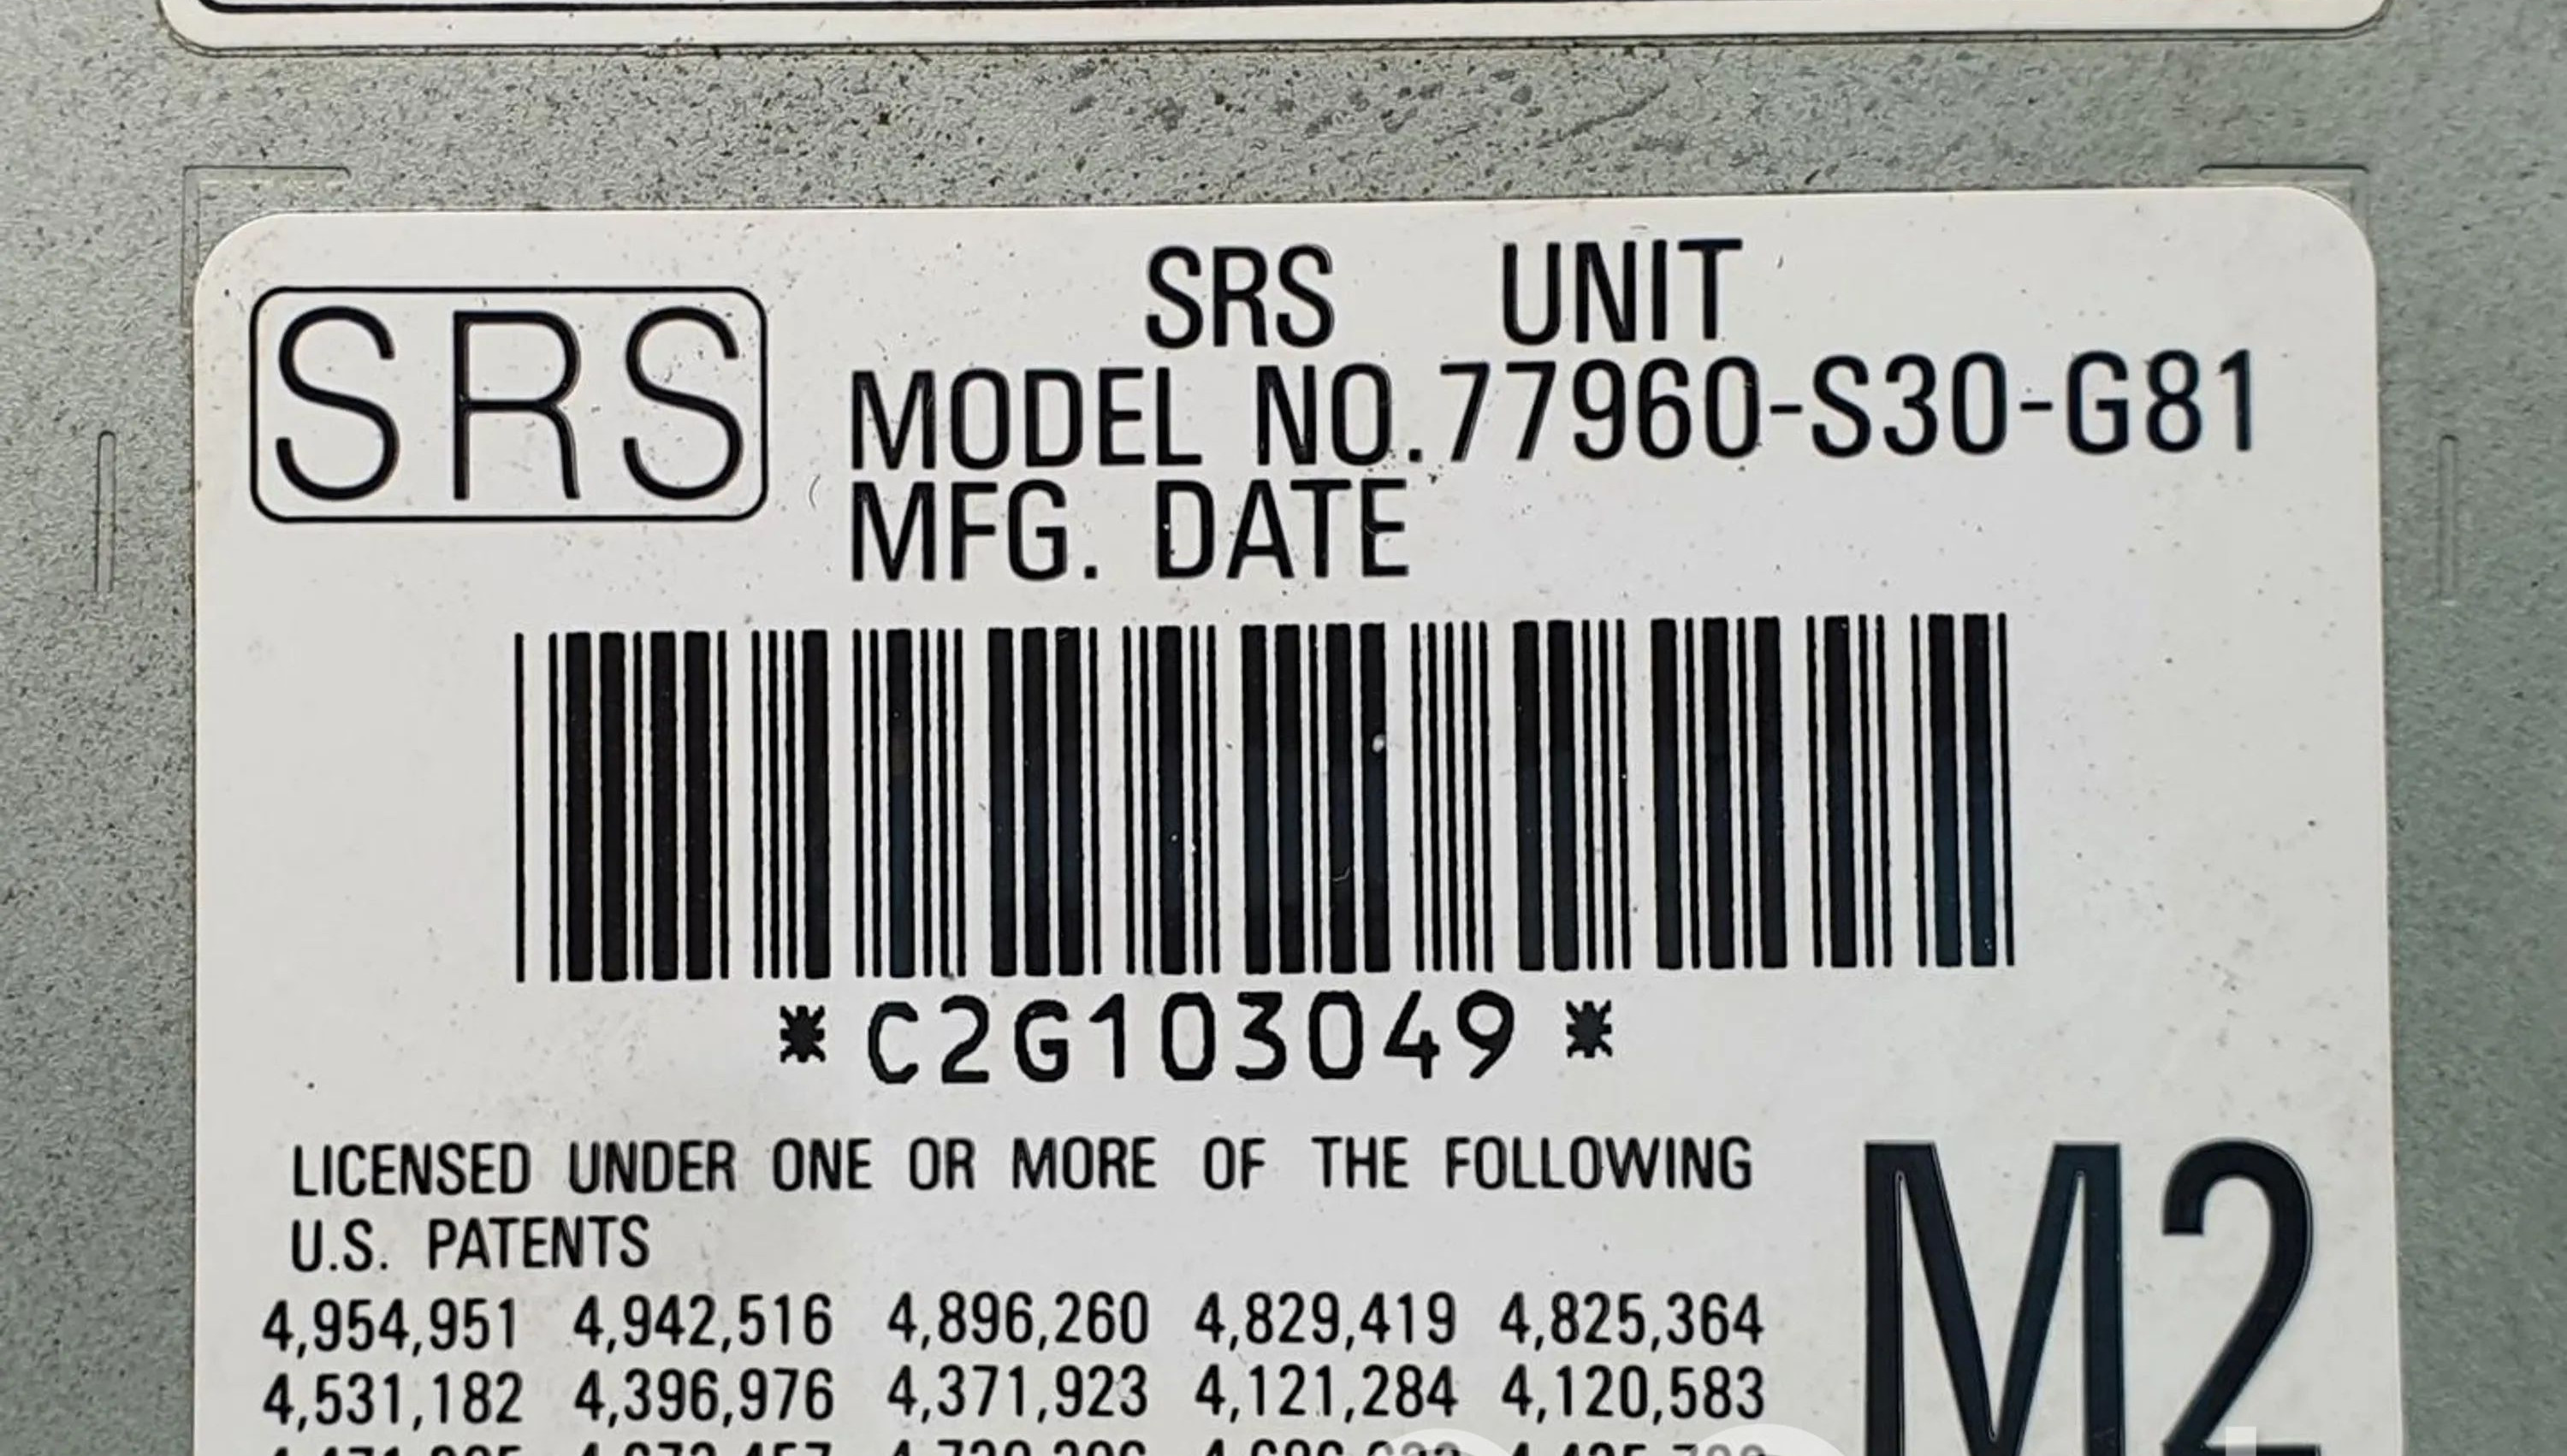 SRS UNIT
SRS
MODEL NO.77960-S30-G81
MFG. DATE
*C2G103049*
LICENSED UNDER ONE OR MORE OF THE FOLLOWING
U.S. PATENTS
M2
4,954,951 4,942,516 4,896,260 4,829,419 4,825,364
4,531,182 4,396,976 4,371,923 4,121,284 4,120,583